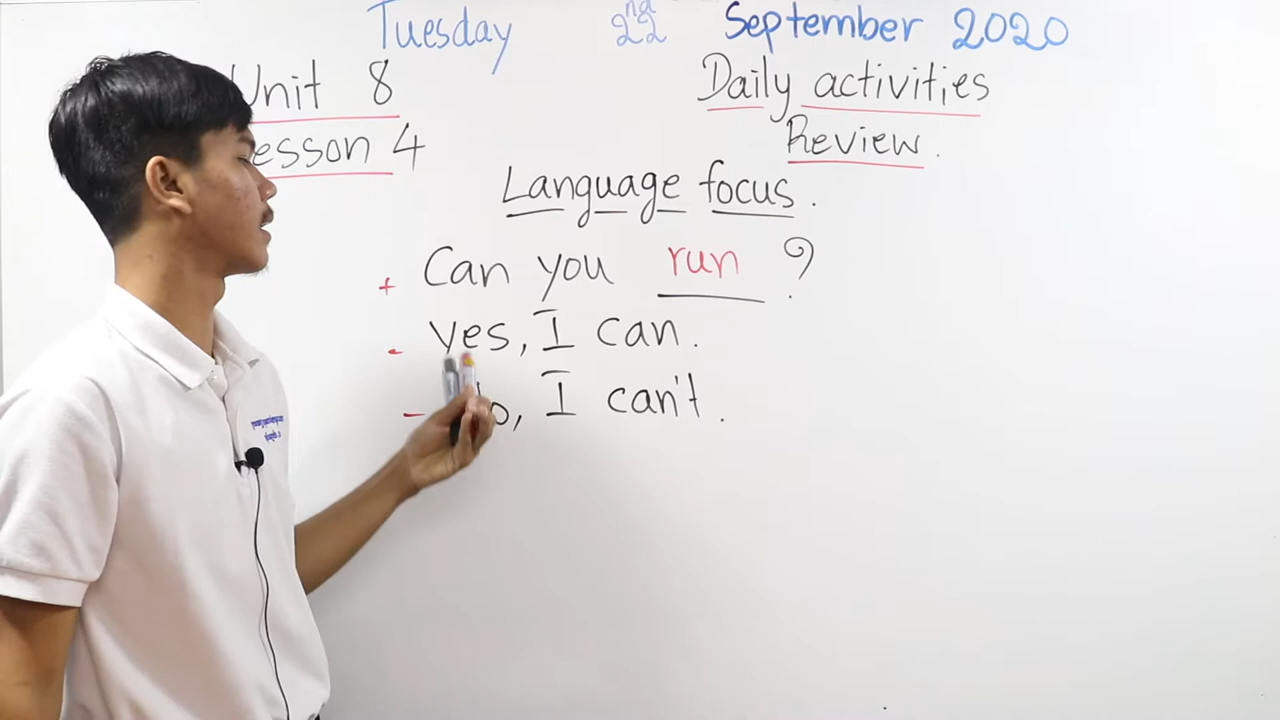 Tuesday 22nd September 2020
Unit 8
Lesson 4
Daily activities
Review.
Language focus.
+ Can you run ?
- yes, I can.
- No, I can't.